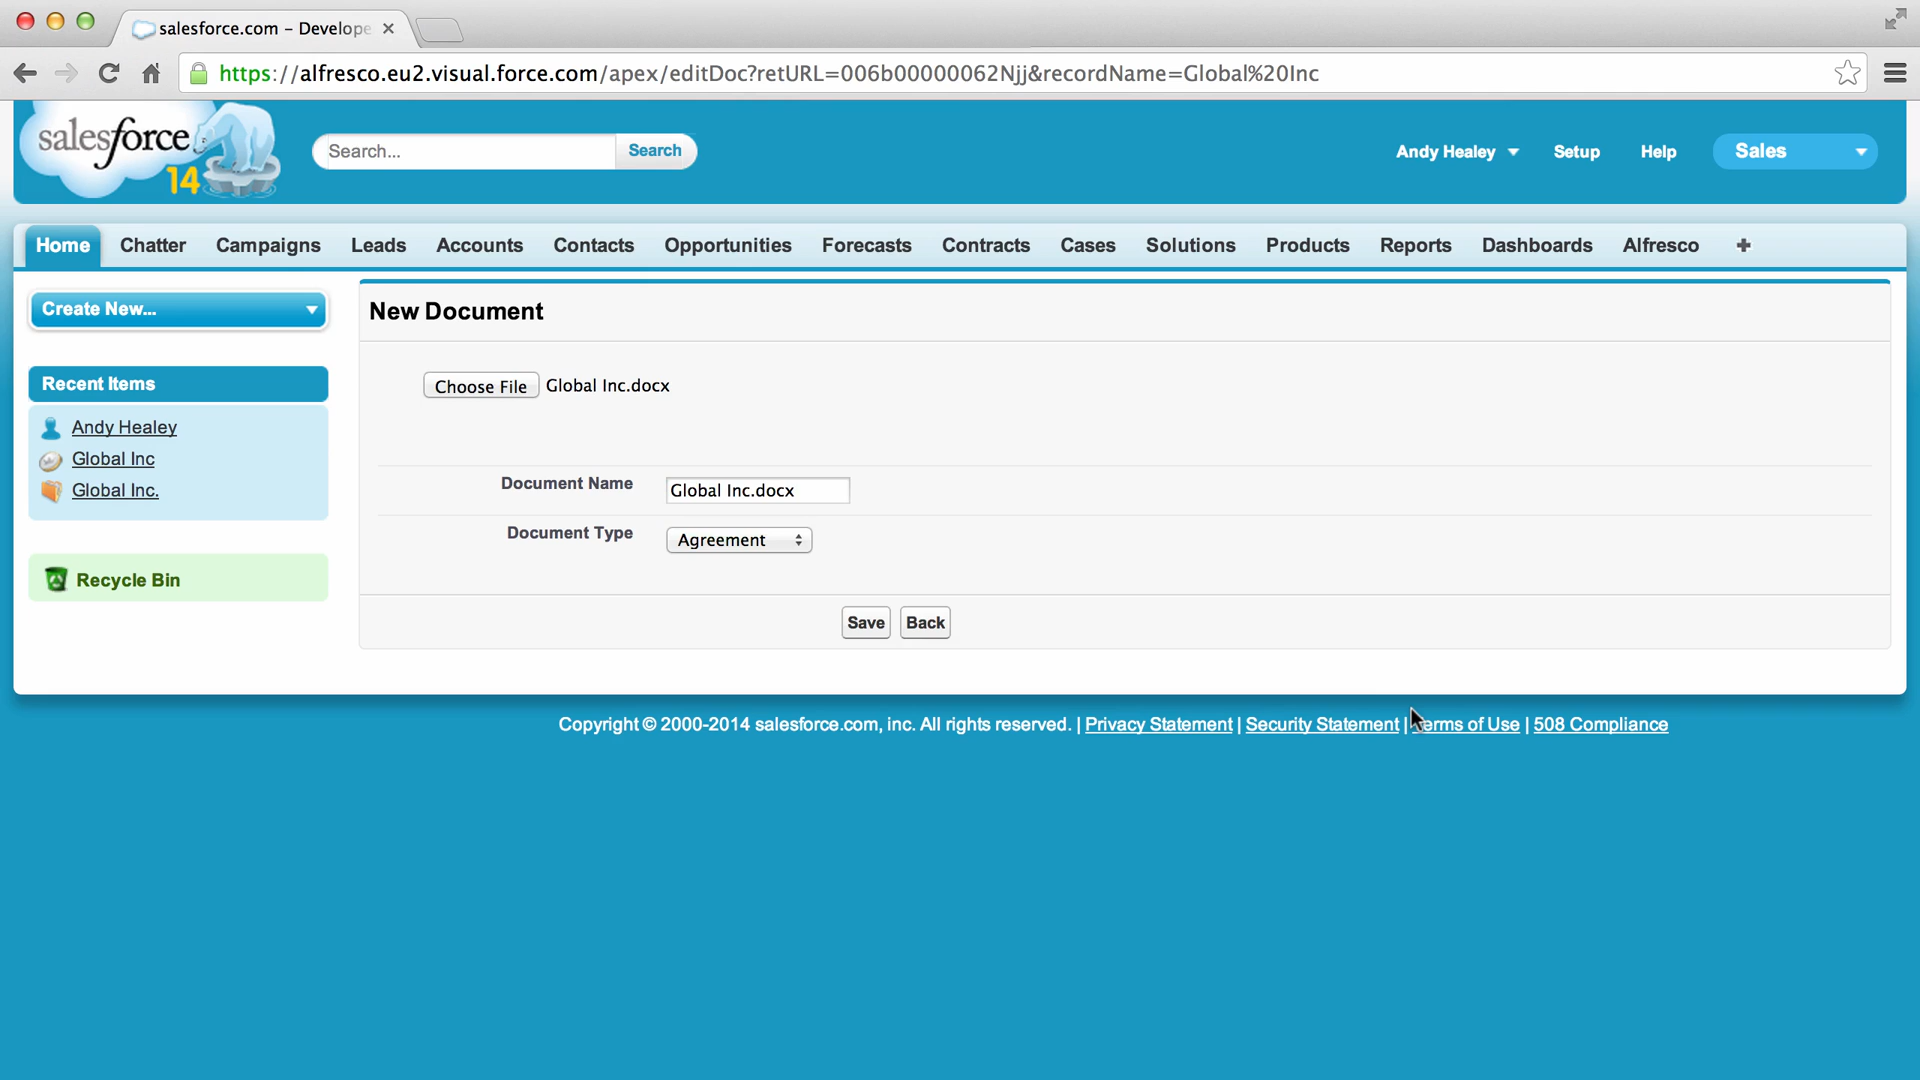 salesforce.com – Develope
https://alfresco.eu2.visual.force.com/apex/editDoc?retURL=006b00000062Njj&recordName=Global%20Inc
salesforce
14
Search...
Search
Andy Healey
Setup
Help
Sales
Home
Chatter
Campaigns
Leads
Accounts
Contacts
Opportunities
Forecasts
Contracts
Cases
Solutions
Products
Reports
Dashboards
Alfresco
+
Create New...
New Document
Recent Items
Choose File Global Inc.docx
Andy Healey
Global Inc
Global Inc.
Document Name
Global Inc.docx
Document Type
Agreement
Recycle Bin
Save
Back
Copyright © 2000-2014 salesforce.com, inc. All rights reserved. | Privacy Statement | Security Statement | Terms of Use | 508 Compliance